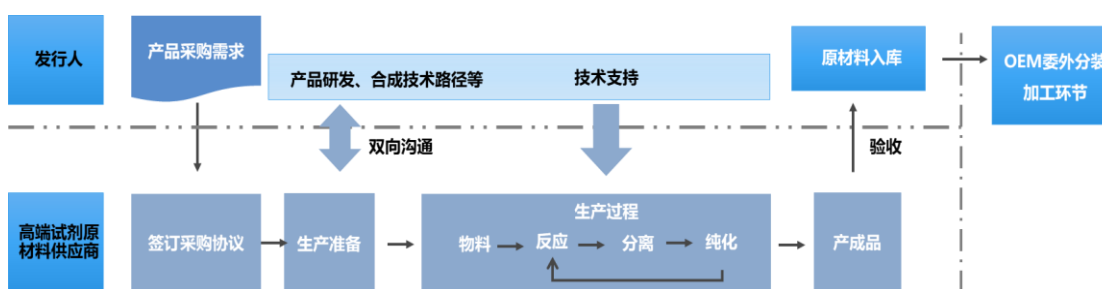 发行人
产品采购需求
产品研发、合成技术路径等
技术支持
原材料入库
OEM委外分装
加工环节
双向沟通
验收
高端试剂原
材料供应商
签订采购协议
生产准备
生产过程
物料
反应
分离
纯化
产成品